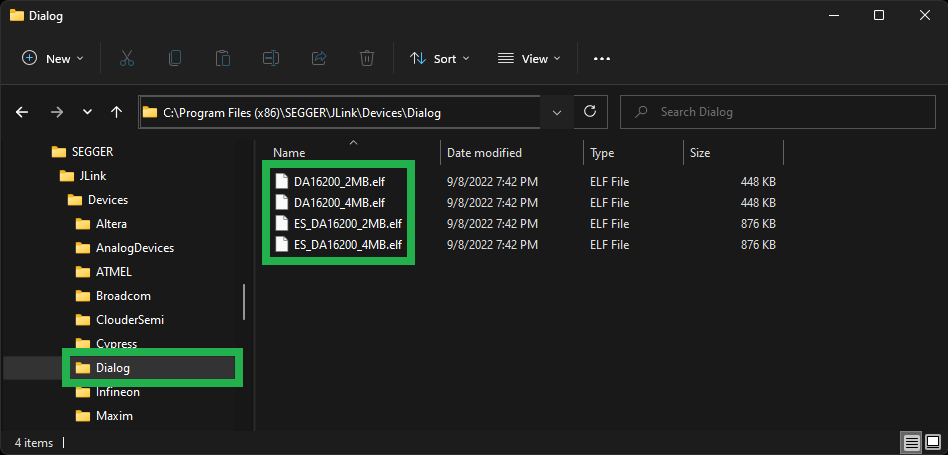 Dialog
New
Sort
View
C:\Program Files (x86)\SEGGER\JLink\Devices\Dialog
Search Dialog
SEGGER
JLink
Devices
Altera
AnalogDevices
ATMEL
Broadcom
ClouderSemi
Cypress
Dialog
Infineon
Maxim
Name Date modified Type Size
DA16200_2MB.elf 9/8/2022 7:42 PM ELF File 448 KB
DA16200_4MB.elf 9/8/2022 7:42 PM ELF File 448 KB
ES_DA16200_2MB.elf 9/8/2022 7:42 PM ELF File 876 KB
ES_DA16200_4MB.elf 9/8/2022 7:42 PM ELF File 876 KB
4 items